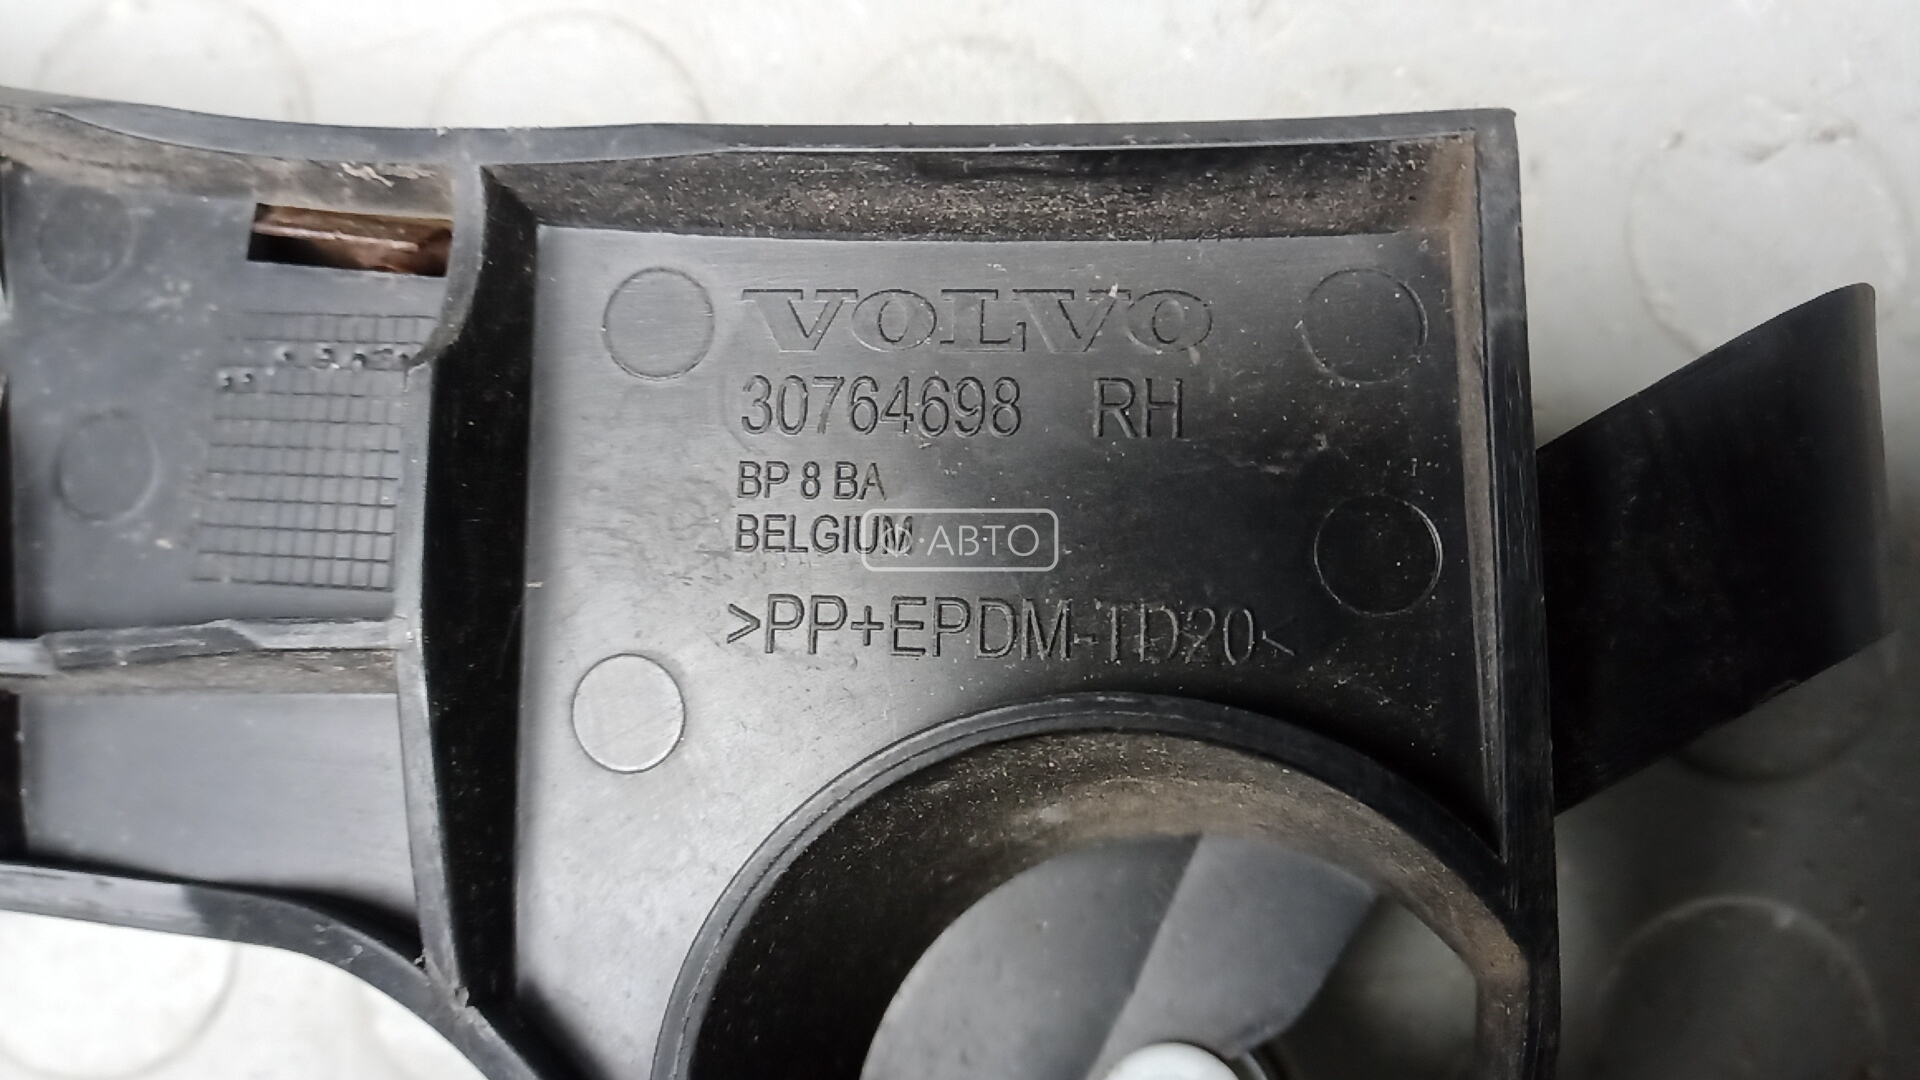 VOLVO
30764698 RH
BP 8 BA
BELGIUM
АВТО
>PP+EPDM-TD20<